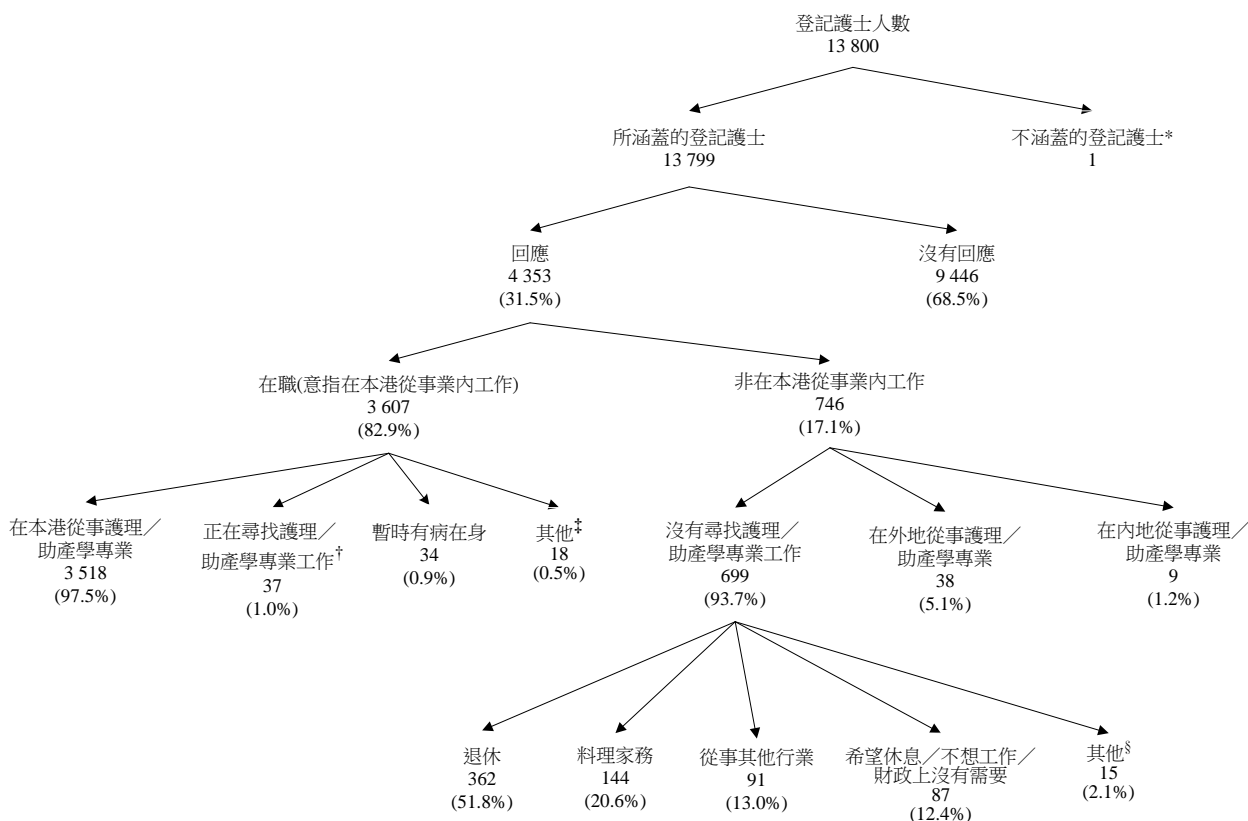 登記護士人數
13 800
所涵蓋的登記護士
13 799
不涵蓋的登記護士*
1
回應
4 353
(31.5%)
沒有回應
9 446
(68.5%)
在職(意指在本港從事業內工作)
3 607
(82.9%)
非在本港從事業內工作
746
(17.1%)
在本港從事護理／
助產學專業
3 518
(97.5%)
正在尋找護理／
助產學專業工作†
37
(1.0%)
暫時有病在身
34
(0.9%)
其他‡
18
(0.5%)
沒有尋找護理／
助產學專業工作
699
(93.7%)
在外地從事護理／
助產學專業
38
(5.1%)
在內地從事護理／
助產學專業
9
(1.2%)
退休
362
(51.8%)
料理家務
144
(20.6%)
從事其他行業
91
(13.0%)
希望休息／不想工作／
財政上沒有需要
87
(12.4%)
其他§
15
(2.1%)